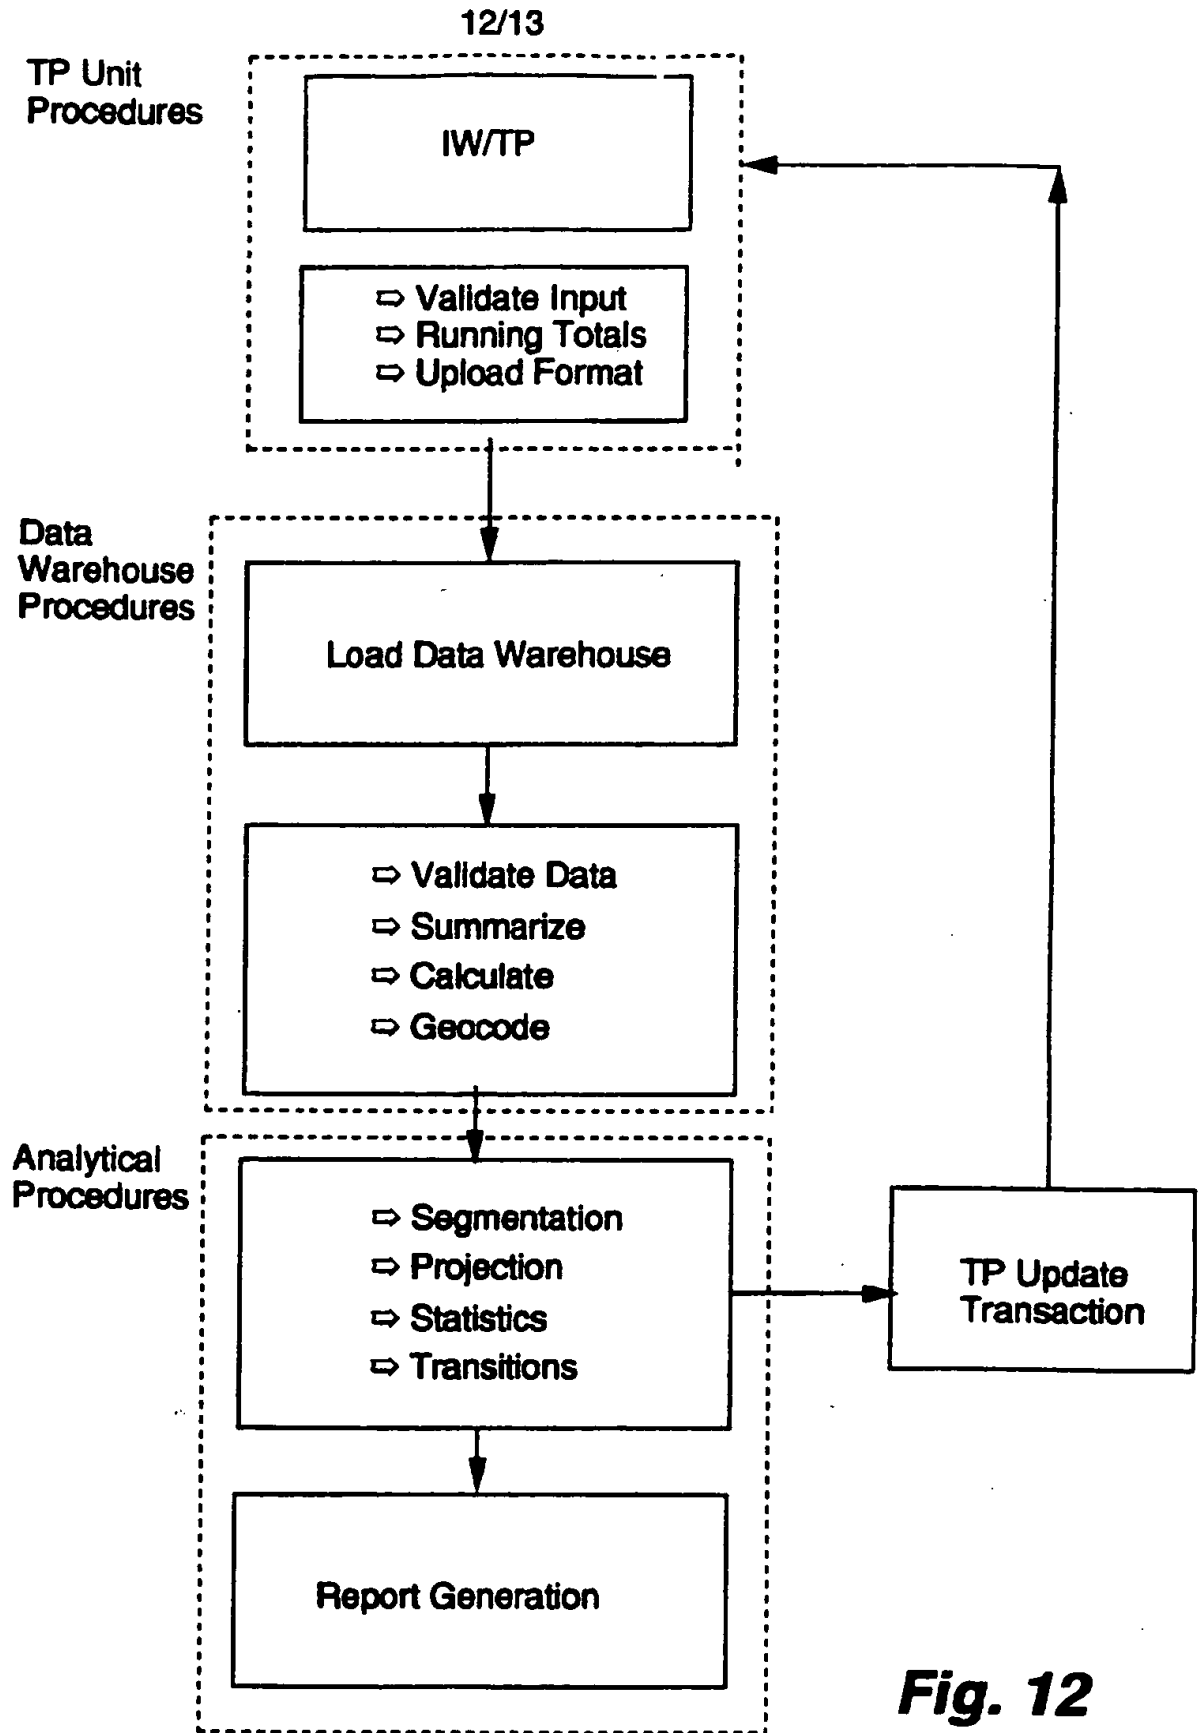 12/13
TP Unit
Procedures
IW/TP
⇨ Validate Input
⇨ Running Totals
⇨ Upload Format
Data
Warehouse
Procedures
Load Data Warehouse
⇨ Validate Data
⇨ Summarize
⇨ Calculate
⇨ Geocode
Analytical
Procedures
⇨ Segmentation
⇨ Projection
⇨ Statistics
⇨ Transitions
TP Update
Transaction
Report Generation
Fig. 12